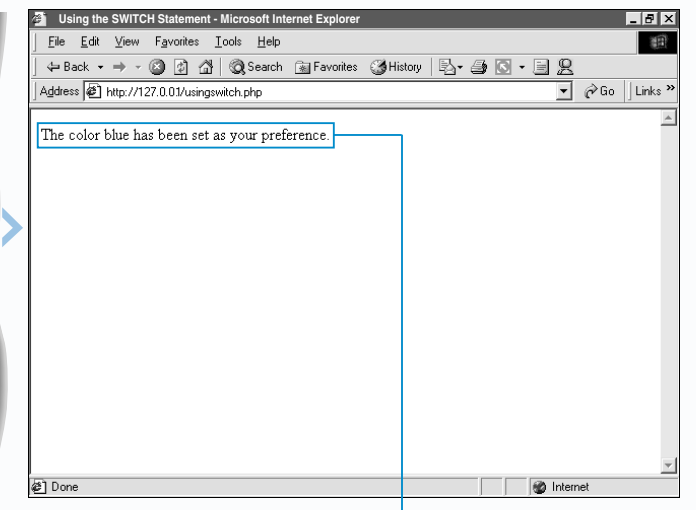 Using the SWITCH Statement - Microsoft Internet Explorer
File Edit View Favorites Tools Help
Back Search Favorites History
Address http://127.0.0.1/usingswitch.php Go Links »
The color blue has been set as your preference.
Done Internet